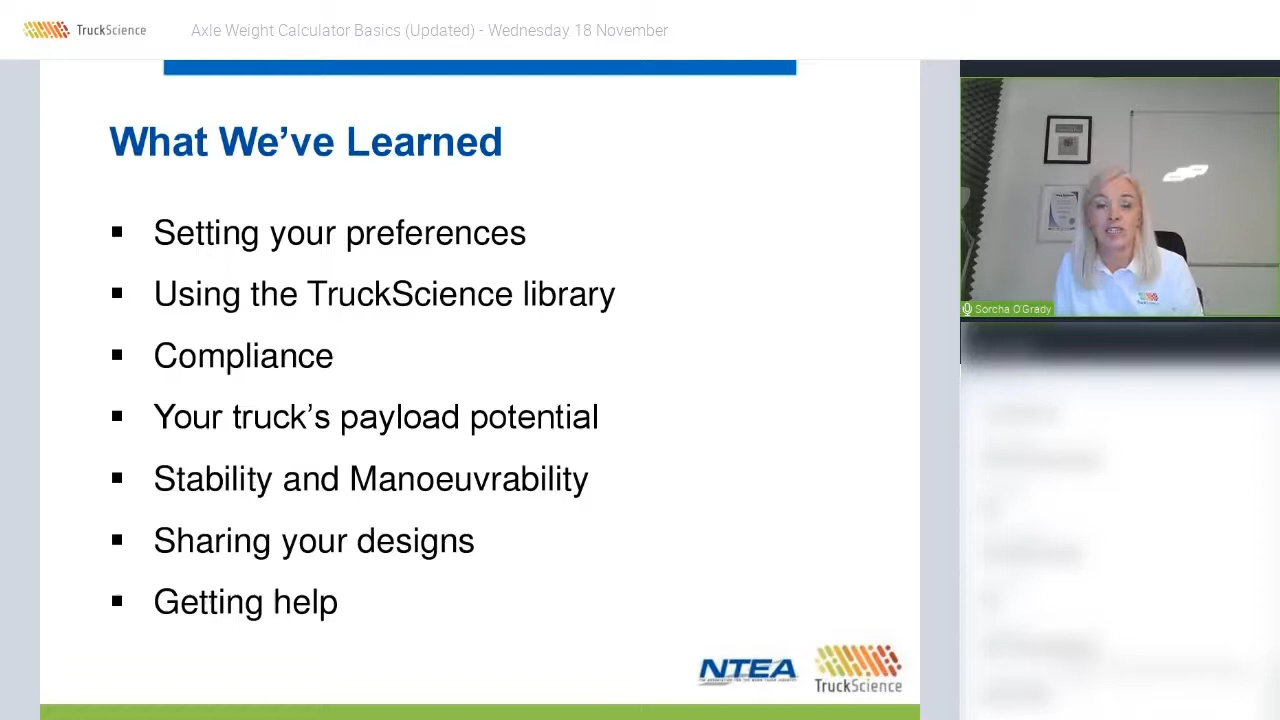 TruckScience
Axle Weight Calculator Basics (Updated) - Wednesday 18 November
What We’ve Learned
▪ Setting your preferences
▪ Using the TruckScience library
▪ Compliance
▪ Your truck’s payload potential
▪ Stability and Manoeuvrability
▪ Sharing your designs
▪ Getting help
NTEA
TruckScience
Sorcha O'Grady